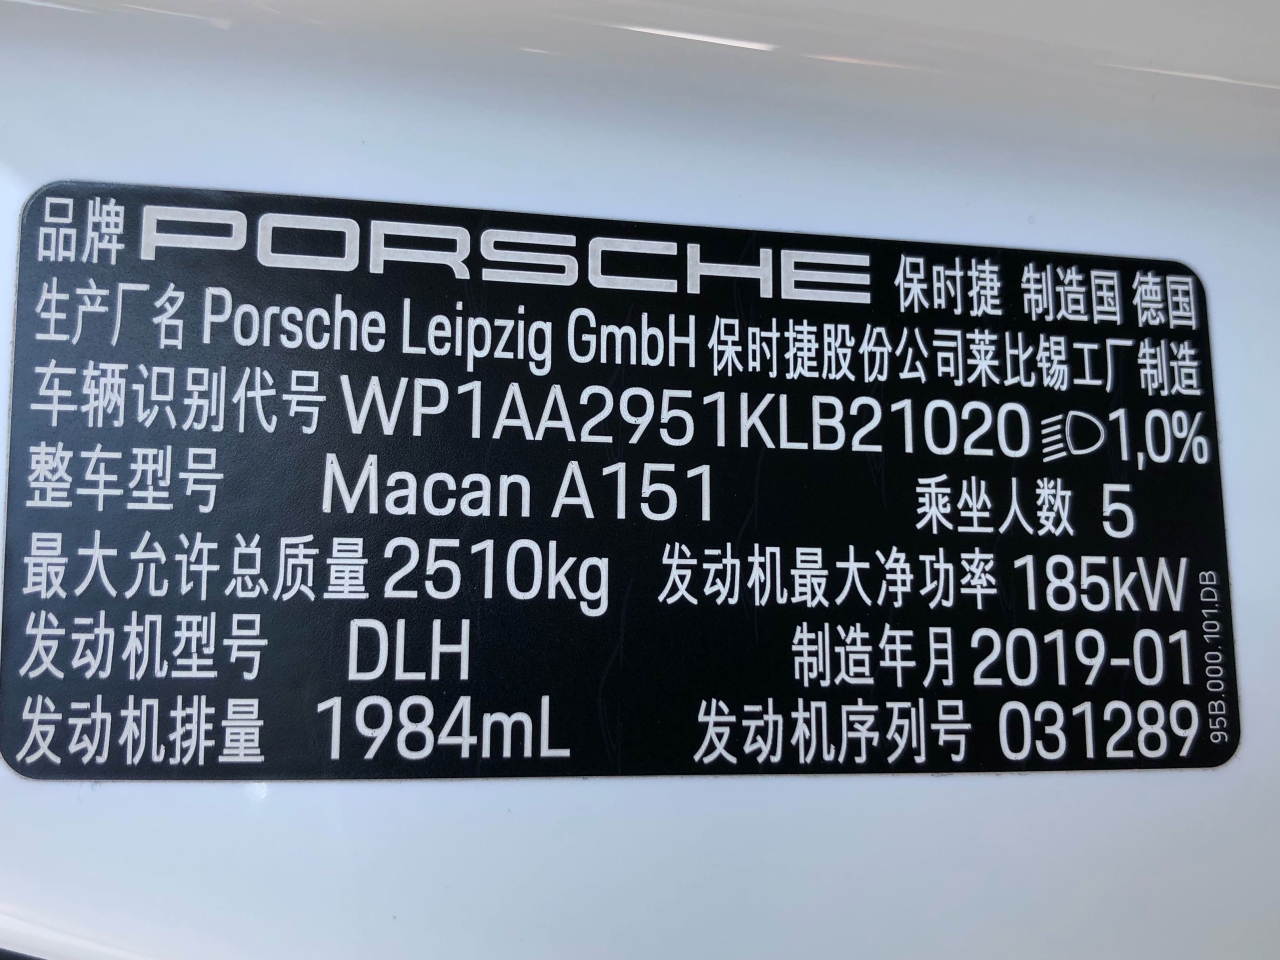 品牌 PORSCHE 保时捷 制造国 德国
生产厂名 Porsche Leipzig GmbH 保时捷股份公司莱比锡工厂制造
车辆识别代号 WP1AA2951KLB21020 1,0%
整车型号 Macan A151 乘坐人数 5
最大允许总质量 2510kg 发动机最大净功率 185kW
发动机型号 DLH 制造年月 2019-01
发动机排量 1984mL 发动机序列号 031289
95B.000.101.DB